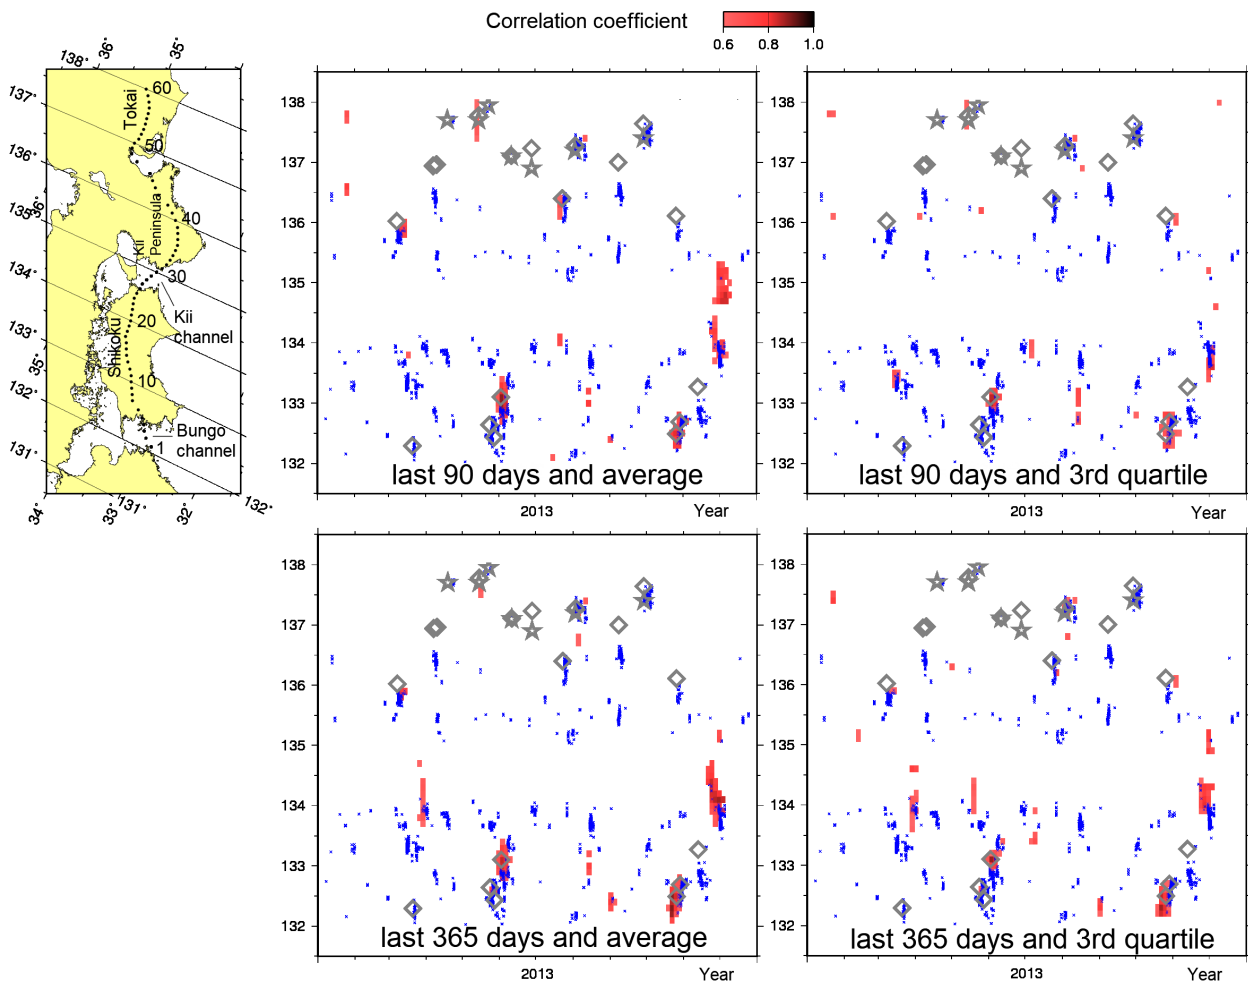 Correlation coefficient
0.6 0.8 1.0
138° 36° 35°
137°
136°
135°
36°
134°
133°
35°
132°
131°
34° 33° 131° 32° 132°
Tokai
60
50
Kii
Peninsula
40
30
Kii
channel
Shikoku
20
10
Bungo
channel
1
138
137
136
135
134
133
132
last 90 days and average
2013 Year
138
137
136
135
134
133
132
last 90 days and 3rd quartile
2013 Year
138
137
136
135
134
133
132
last 365 days and average
2013 Year
138
137
136
135
134
133
132
last 365 days and 3rd quartile
2013 Year